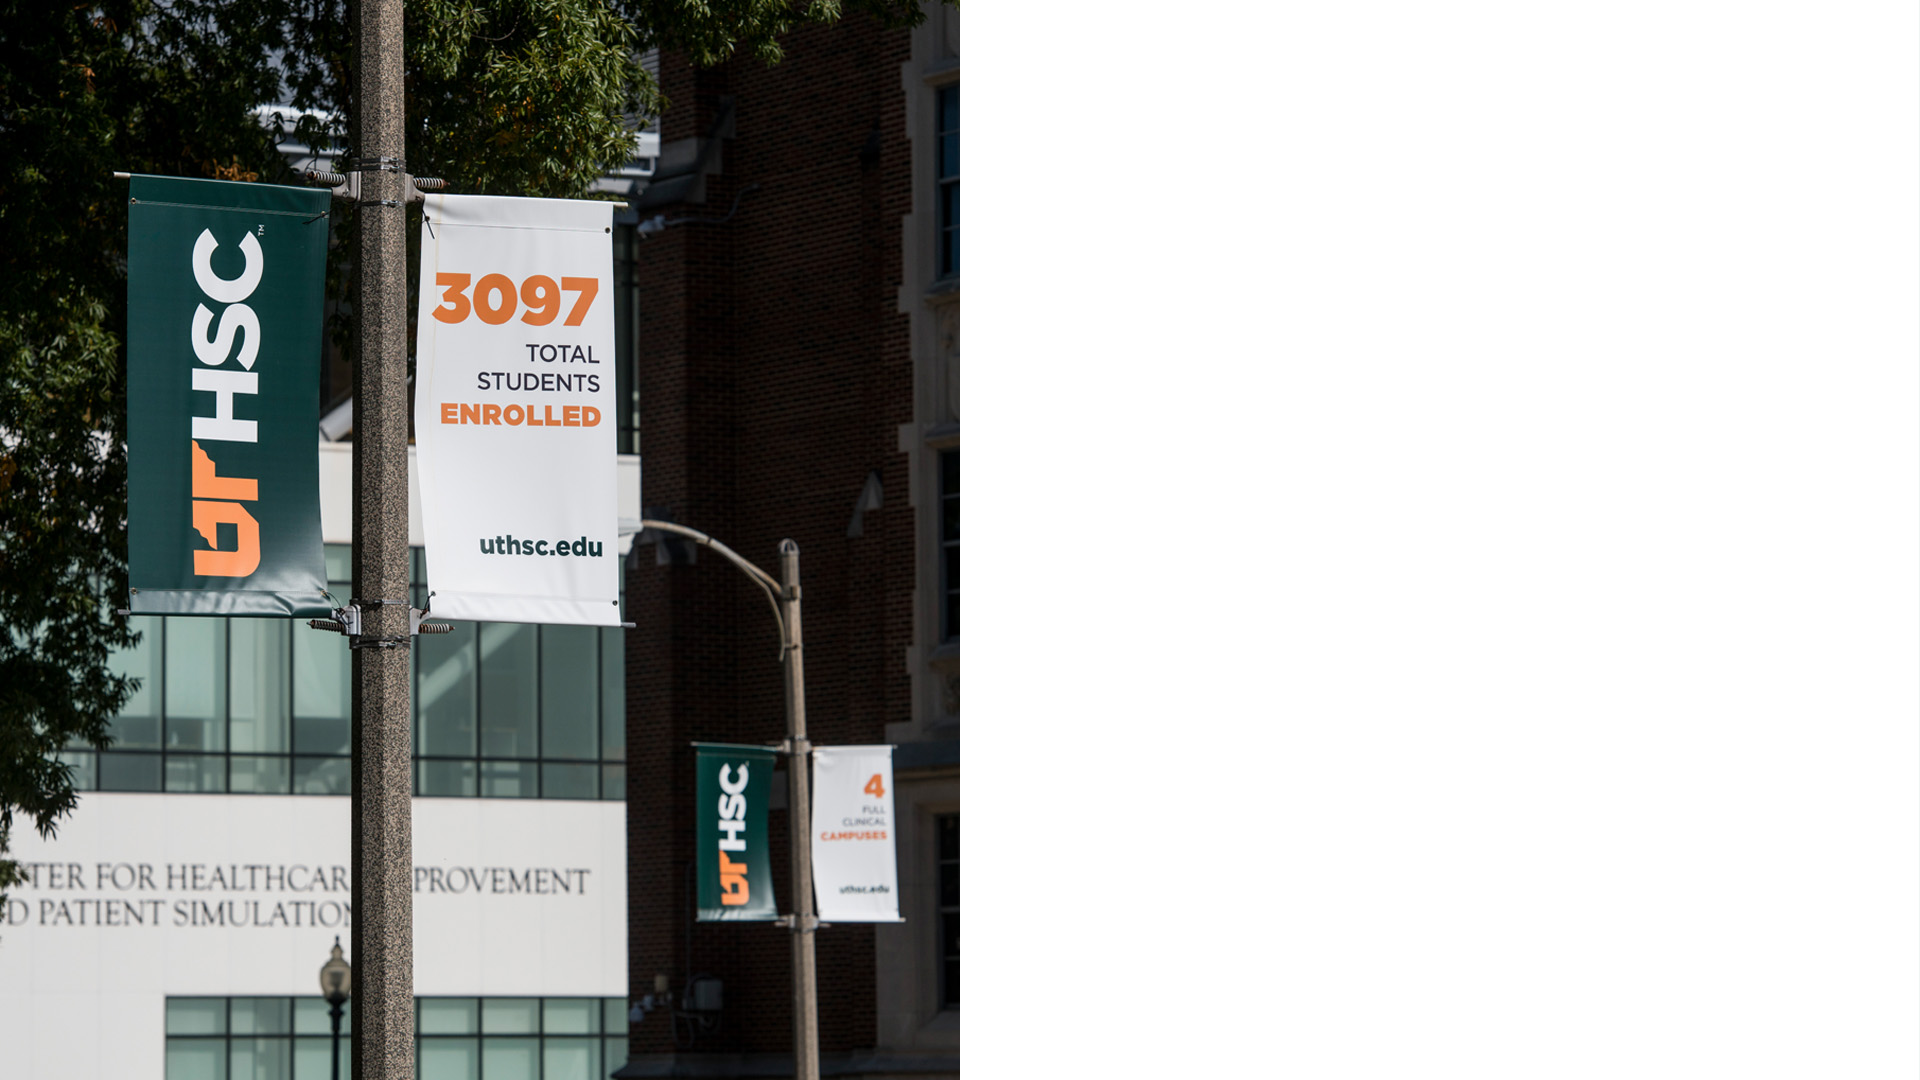 UTHSC™
3097
TOTAL
STUDENTS
ENROLLED
uthsc.edu
UTHSC
4
FULL
CLINICAL
CAMPUSES
uthsc.edu
TER FOR HEALTHCAR PROVEMENT
D PATIENT SIMULATION